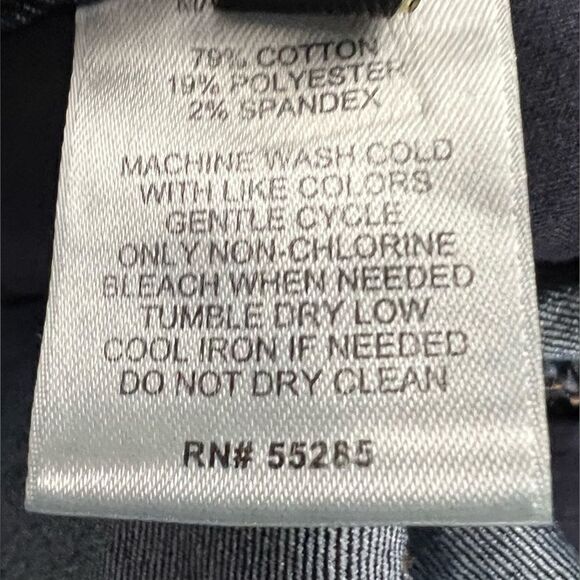 79% COTTON
19% POLYESTER
2% SPANDEX
MACHINE WASH COLD
WITH LIKE COLORS
GENTLE CYCLE
ONLY NON-CHLORINE
BLEACH WHEN NEEDED
TUMBLE DRY LOW
COOL IRON IF NEEDED
DO NOT DRY CLEAN
RN# 55285